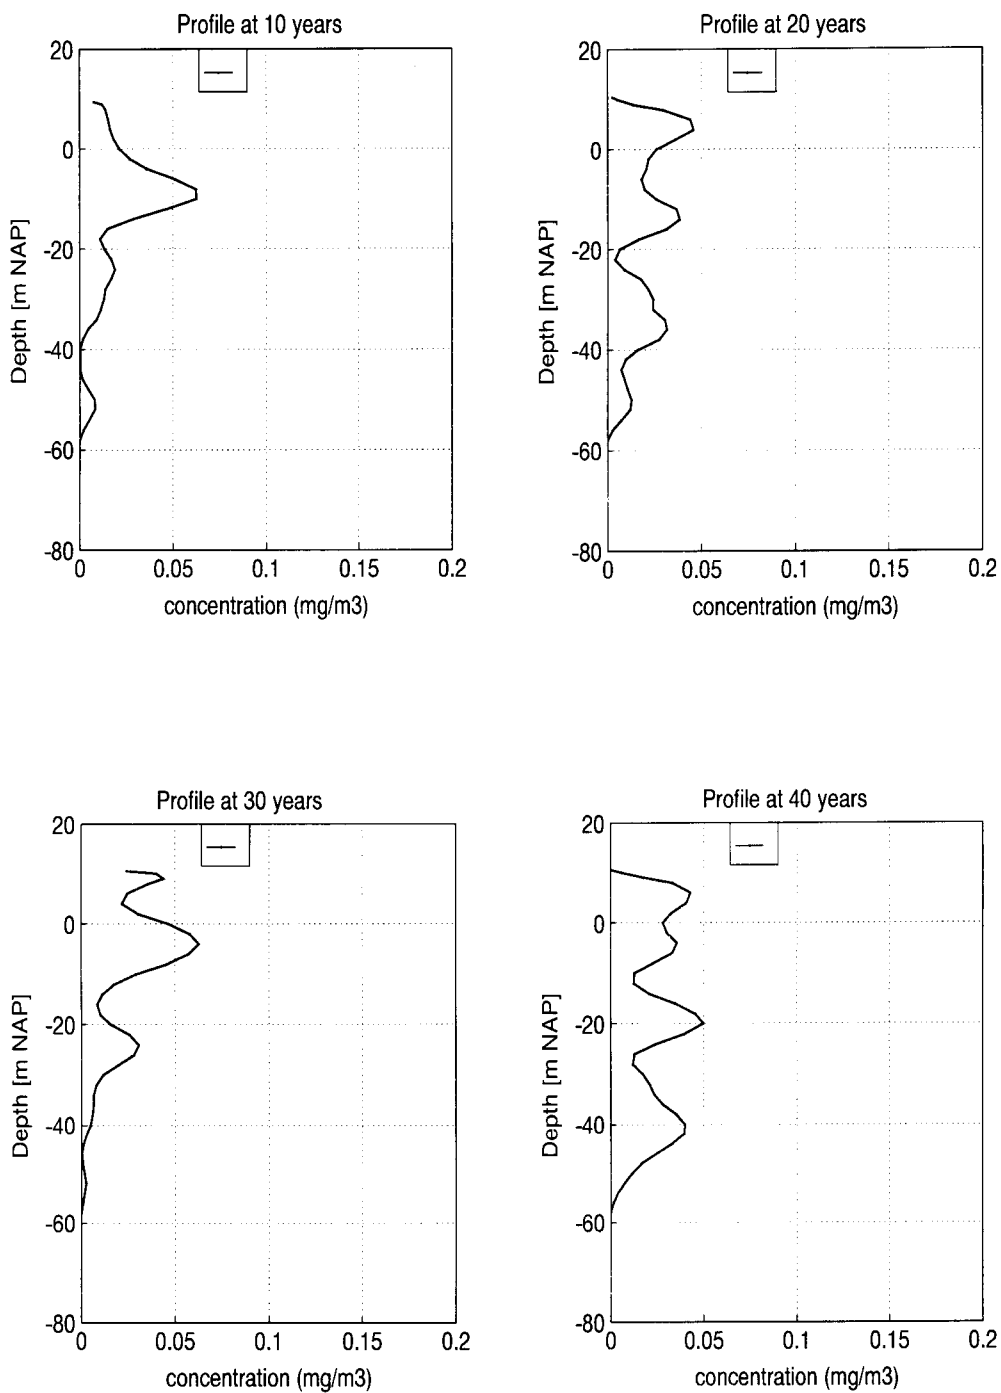 Profile at 10 years
20
0
-20
-40
-60
-80
Depth [m NAP]
0 0.05 0.1 0.15 0.2
concentration (mg/m3)
Profile at 20 years
20
0
-20
-40
-60
-80
Depth [m NAP]
0 0.05 0.1 0.15 0.2
concentration (mg/m3)
Profile at 30 years
20
0
-20
-40
-60
-80
Depth [m NAP]
0 0.05 0.1 0.15 0.2
concentration (mg/m3)
Profile at 40 years
20
0
-20
-40
-60
-80
Depth [m NAP]
0 0.05 0.1 0.15 0.2
concentration (mg/m3)